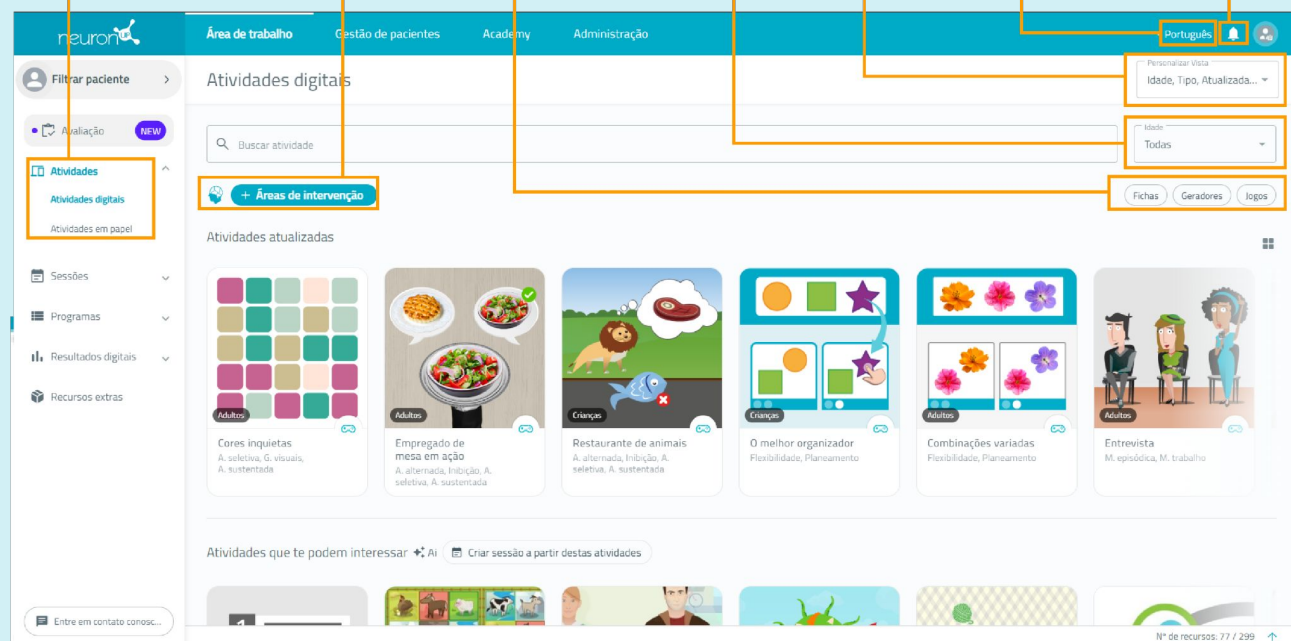 neuronUP
Área de trabalho
Gestão de pacientes
Academy
Administração
Português
Filtrar paciente
Atividades digitais
Personalizar Vista
Idade, Tipo, Atualizada...
Avaliação
NEW
Buscar atividade
Idade
Todas
Atividades
Atividades digitais
Atividades em papel
+ Áreas de intervenção
Fichas
Geradores
Jogos
Atividades atualizadas
Sessões
Programas
Resultados digitais
Recursos extras
Adultos
Cores inquietas
A. seletiva, G. visuais,
A. sustentada
Adultos
Empregado de
mesa em ação
A. alternada, Inibição, A.
seletiva, A. sustentada
Crianças
Restaurante de animais
A. alternada, Inibição, A.
seletiva, A. sustentada
Crianças
O melhor organizador
Flexibilidade, Planeamento
Adultos
Combinações variadas
Flexibilidade, Planeamento
Adultos
Entrevista
M. episódica, M. trabalho
Atividades que te podem interessar
Ai
Criar sessão a partir destas atividades
Entre em contato conosc...
N° de recursos: 77 / 299